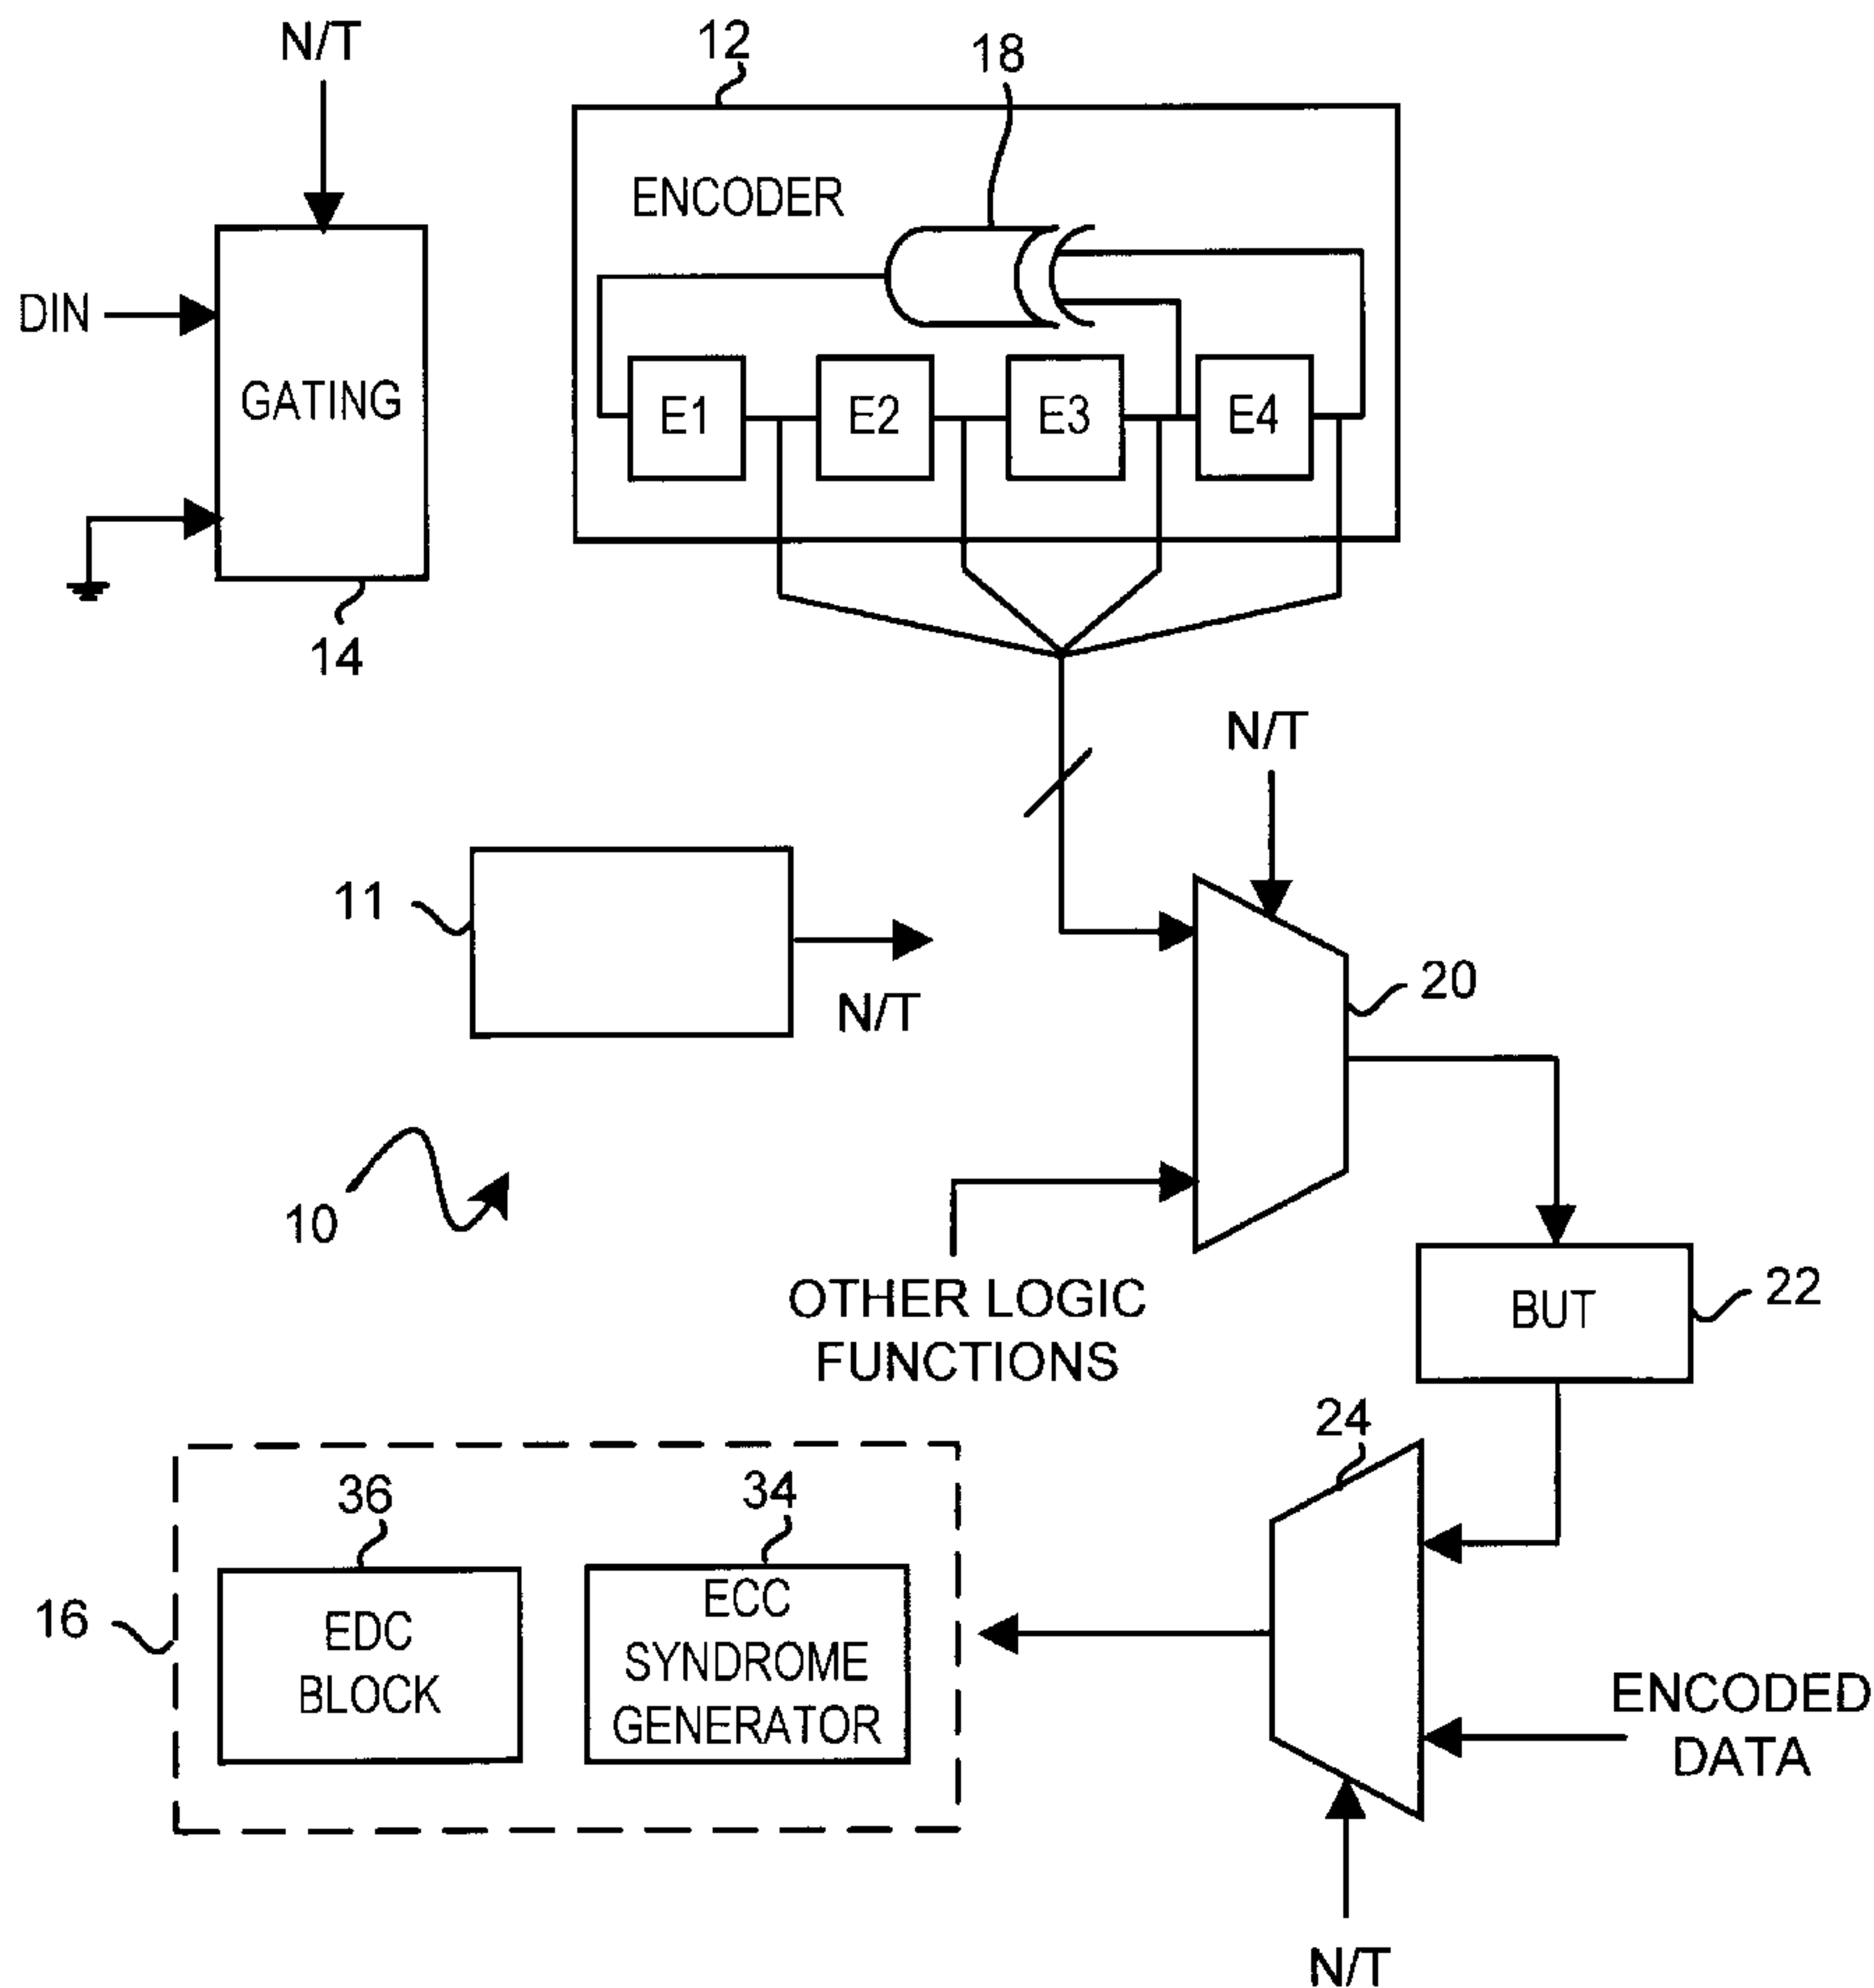 N/T
12
18
ENCODER
DIN
GATING
E1
E2
E3
E4
14
N/T
11
N/T
20
10
OTHER LOGIC
FUNCTIONS
BUT
22
24
36
34
16
EDC
BLOCK
ECC
SYNDROME
GENERATOR
ENCODED
DATA
N/T